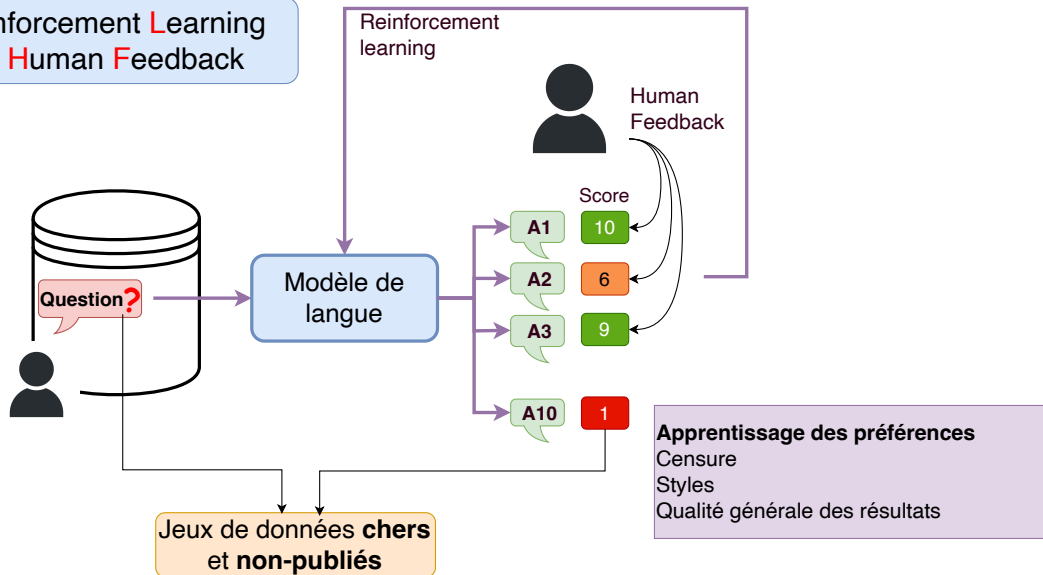 nforcement Learning
Human Feedback
Reinforcement
learning
Human
Feedback
Score
A1 10
Question?
Modèle de
langue
A2 6
A3 9
A10 1
Apprentissage des préférences
Censure
Styles
Qualité générale des résultats
Jeux de données chers
et non-publiés